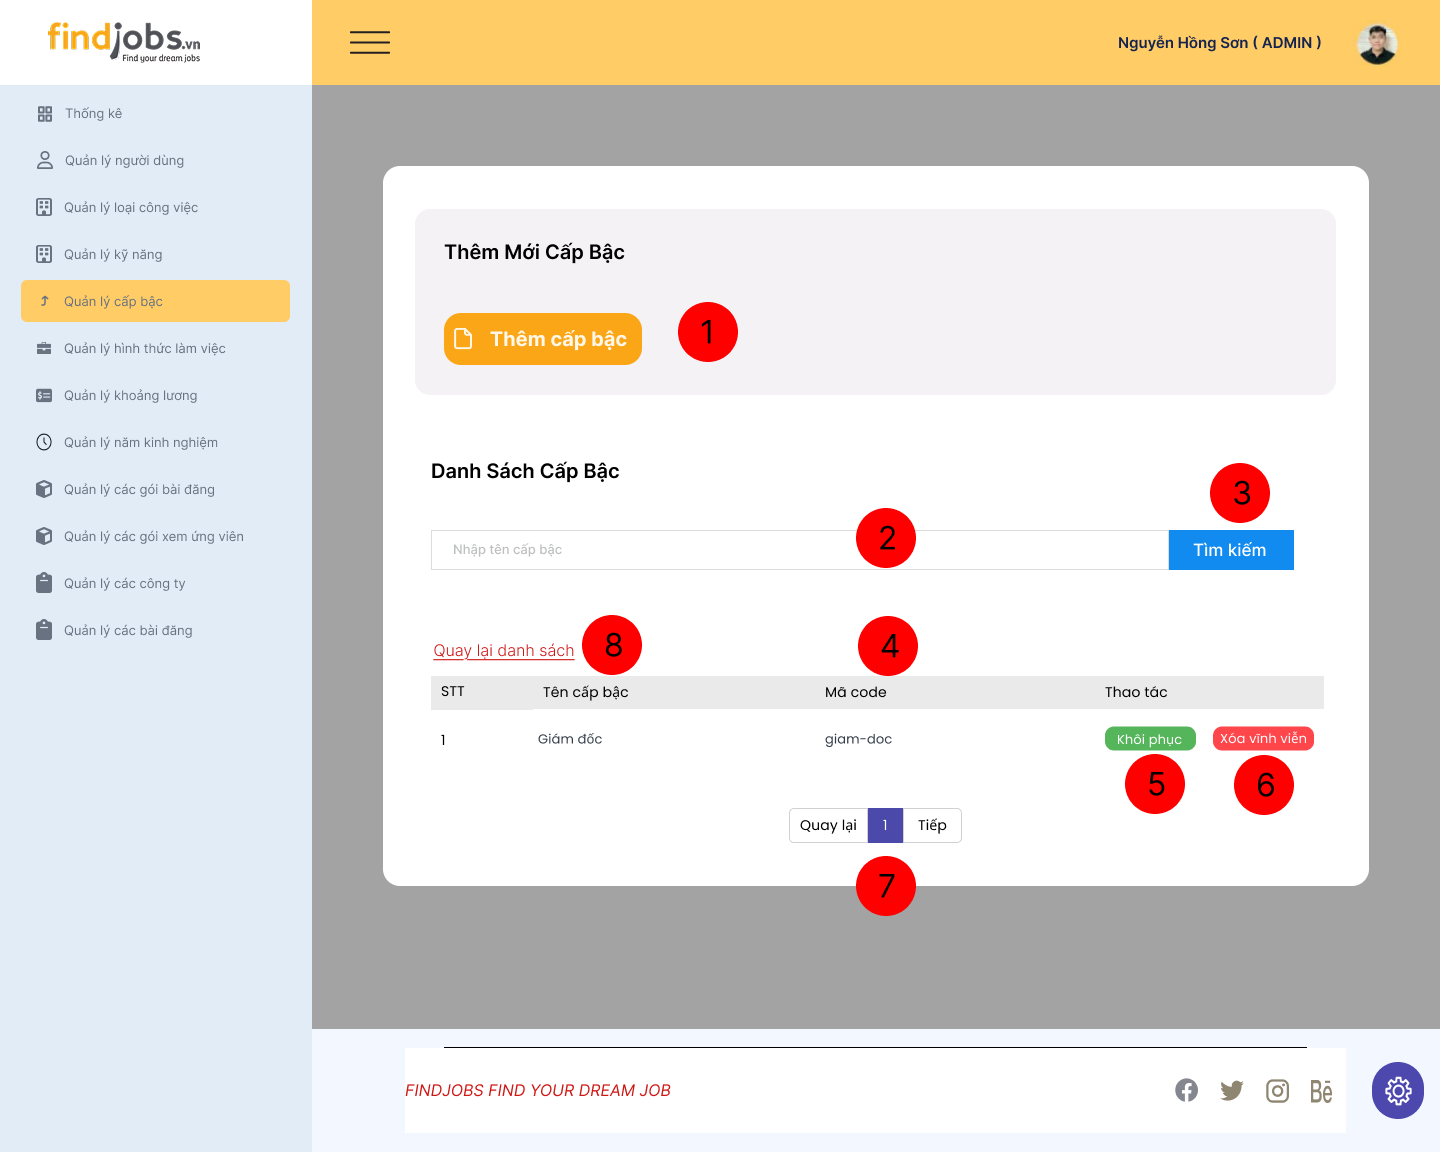 findjobs.vn
Find your dream jobs
Nguyễn Hồng Sơn ( ADMIN )
Thống kê
Quản lý người dùng
Quản lý loại công việc
Quản lý kỹ năng
Quản lý cấp bậc
Quản lý hình thức làm việc
Quản lý khoảng lương
Quản lý năm kinh nghiệm
Quản lý các gói bài đăng
Quản lý các gói xem ứng viên
Quản lý các công ty
Quản lý các bài đăng
Thêm Mới Cấp Bậc
Thêm cấp bậc
1
Danh Sách Cấp Bậc
3
Nhập tên cấp bậc
2
Tìm kiếm
Quay lại danh sách
8
4
STT
Tên cấp bậc
Mã code
Thao tác
1
Giám đốc
giam-doc
Khôi phục
Xóa vĩnh viễn
5
6
Quay lại
1
Tiếp
7
FINDJOBS FIND YOUR DREAM JOB